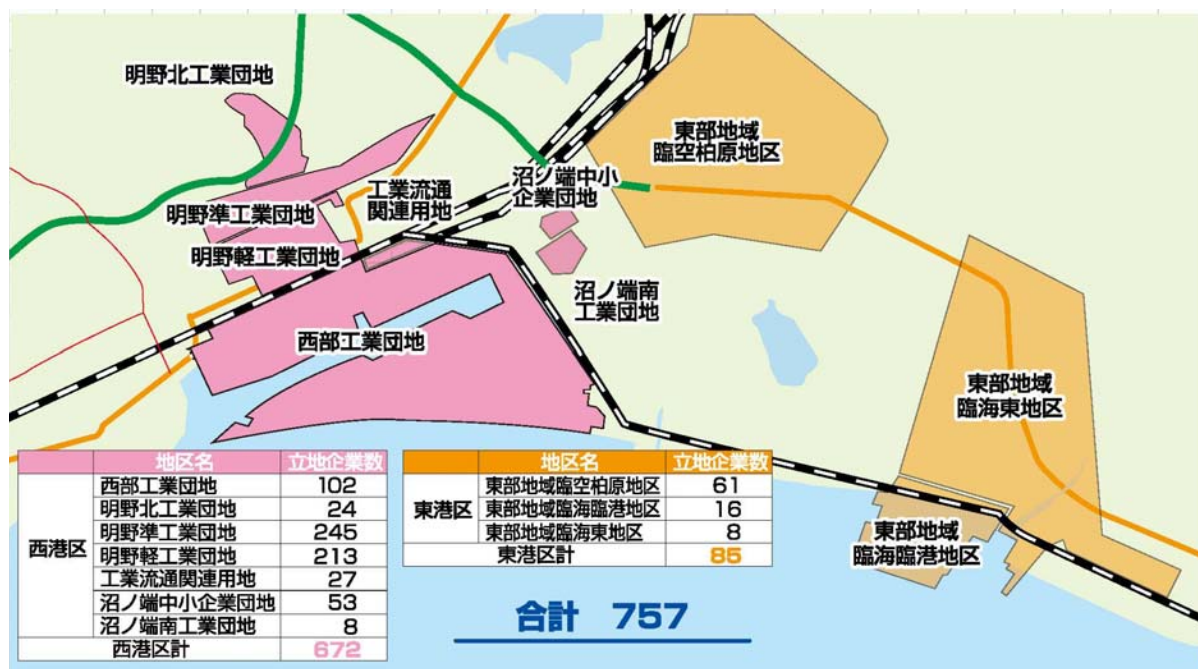 明野北工業団地
東部地域
臨空柏原地区
工業流通
関連用地
沼ノ端中小
企業団地
明野準工業団地
明野軽工業団地
沼ノ端南
工業団地
西部工業団地
東部地域
臨海東地区
東部地域
臨海臨港地区
地区名 立地企業数
西港区
西部工業団地 102
明野北工業団地 24
明野準工業団地 245
明野軽工業団地 213
工業流通関連用地 27
沼ノ端中小企業団地 53
沼ノ端南工業団地 8
西港区計 672
地区名 立地企業数
東港区
東部地域臨空柏原地区 61
東部地域臨海臨港地区 16
東部地域臨海東地区 8
東港区計 85
合計 757